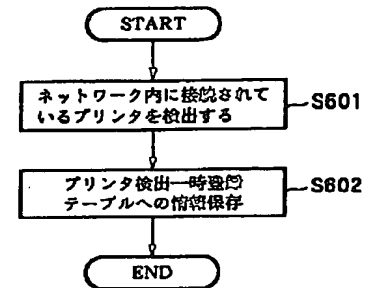 START
ネットワーク内に接続されて
いるプリンタを検出する
S601
プリンタ検出一時登録
テーブルへの情報保存
S602
END